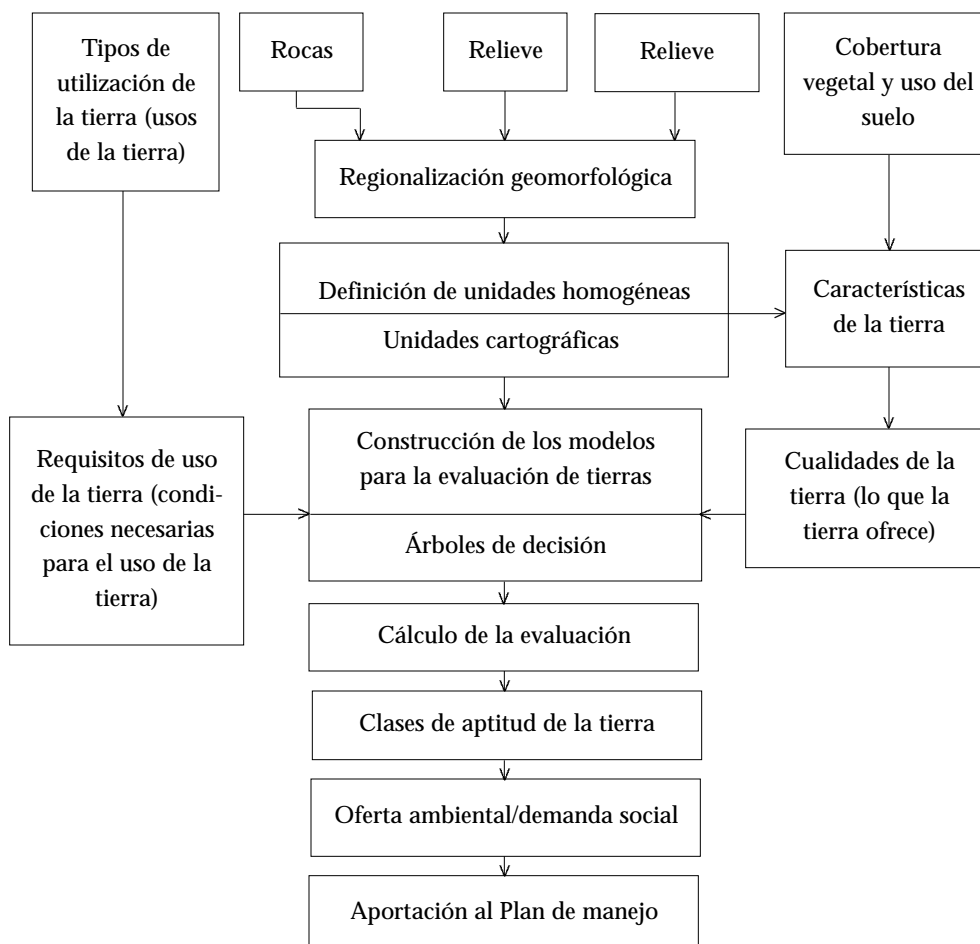 Tipos de
utilización de
la tierra (usos
de la tierra)
Rocas
Relieve
Relieve
Cobertura
vegetal y uso del
suelo
Regionalización geomorfológica
Definición de unidades homogéneas
Unidades cartográficas
Características
de la tierra
Requisitos de uso
de la tierra (condi-
ciones necesarias
para el uso de la
tierra)
Construcción de los modelos
para la evaluación de tierras
Árboles de decisión
Cualidades de la
tierra (lo que la
tierra ofrece)
Cálculo de la evaluación
Clases de aptitud de la tierra
Oferta ambiental/demanda social
Aportación al Plan de manejo